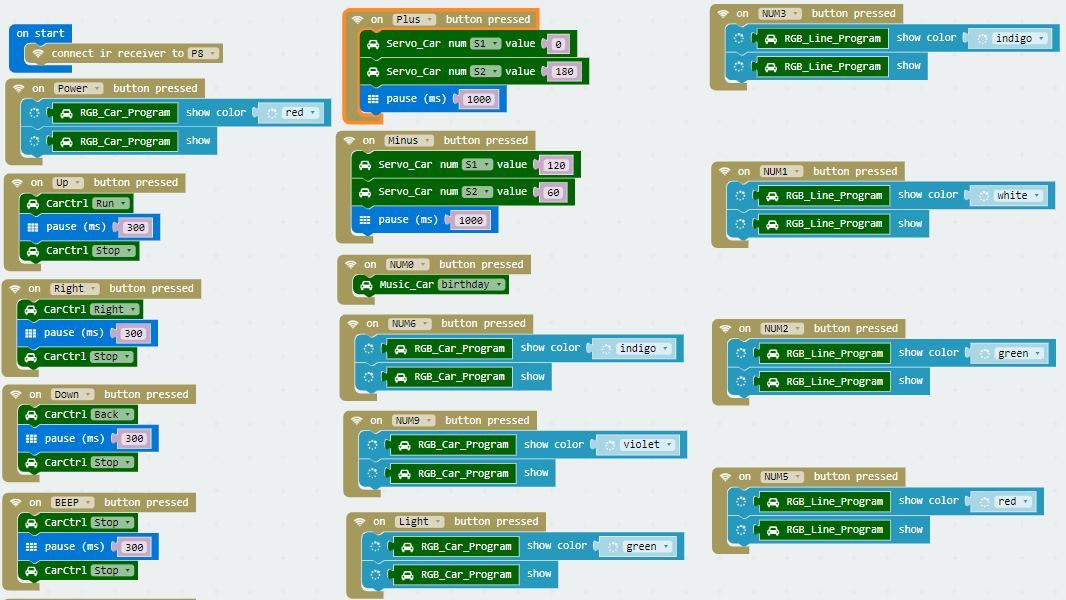 on start
connect ir receiver to P8
on Power button pressed
RGB_Car_Program show color red
RGB_Car_Program show
on Up button pressed
CarCtrl Run
pause (ms) 300
CarCtrl Stop
on Right button pressed
CarCtrl Right
pause (ms) 300
CarCtrl Stop
on Down button pressed
CarCtrl Back
pause (ms) 300
CarCtrl Stop
on BEEP button pressed
CarCtrl Stop
pause (ms) 300
CarCtrl Stop
on Plus button pressed
Servo_Car num S1 value 0
Servo_Car num S2 value 180
pause (ms) 1000
on Minus button pressed
Servo_Car num S1 value 120
Servo_Car num S2 value 60
pause (ms) 1000
on NUM0 button pressed
Music_Car birthday
on NUM6 button pressed
RGB_Car_Program show color indigo
RGB_Car_Program show
on NUM9 button pressed
RGB_Car_Program show color violet
RGB_Car_Program show
on Light button pressed
RGB_Car_Program show color green
RGB_Car_Program show
on NUM3 button pressed
RGB_Line_Program show color indigo
RGB_Line_Program show
on NUM1 button pressed
RGB_Line_Program show color white
RGB_Line_Program show
on NUM2 button pressed
RGB_Line_Program show color green
RGB_Line_Program show
on NUM5 button pressed
RGB_Line_Program show color red
RGB_Line_Program show